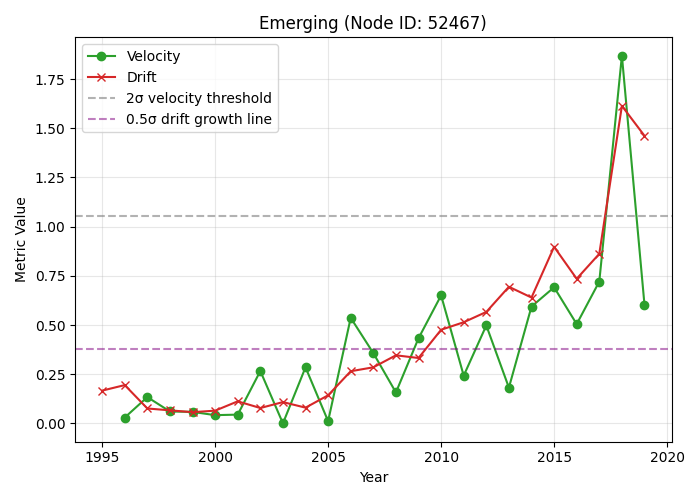 Emerging (Node ID: 52467)
Velocity
Drift
2σ velocity threshold
0.5σ drift growth line
Metric Value
1.75
1.50
1.25
1.00
0.75
0.50
0.25
0.00
1995 2000 2005 2010 2015 2020
Year